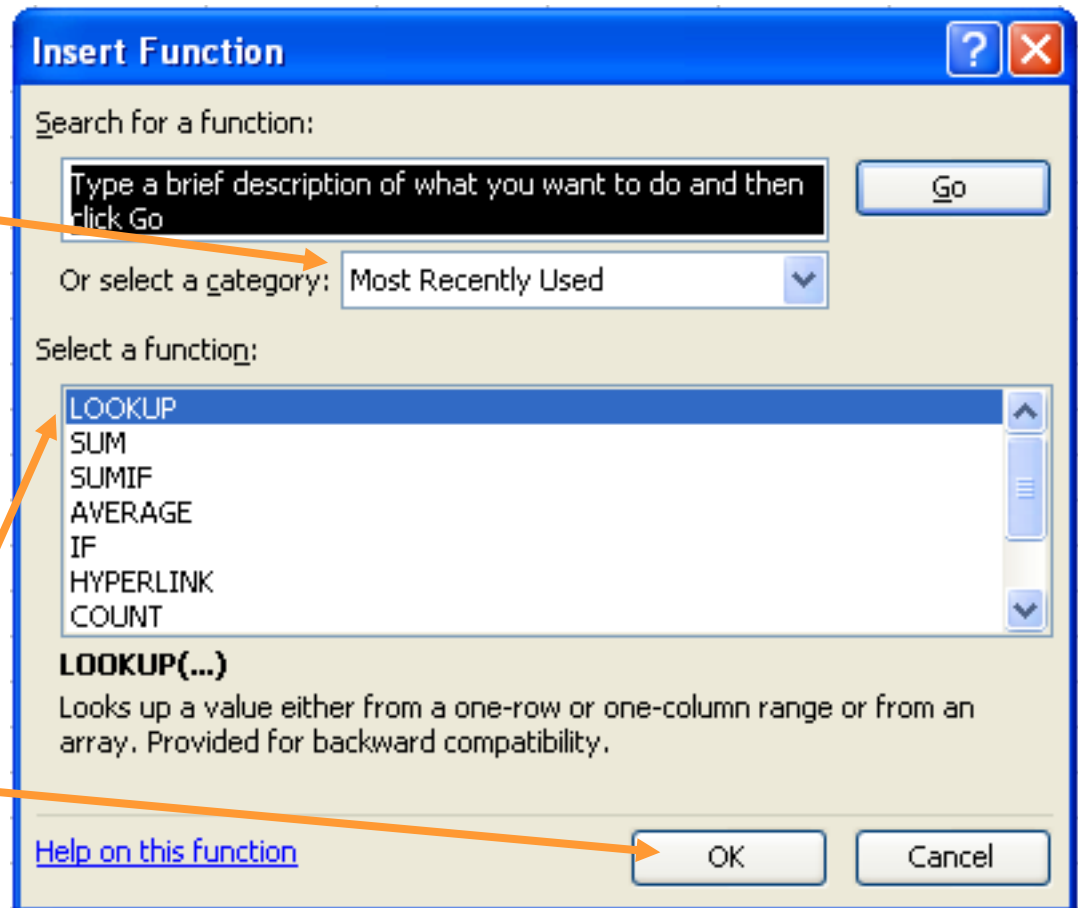 Insert Function
Search for a function:
Type a brief description of what you want to do and then
click Go
Go
Or select a category: Most Recently Used
Select a function:
LOOKUP
SUM
SUMIF
AVERAGE
IF
HYPERLINK
COUNT
LOOKUP(...)
Looks up a value either from a one-row or one-column range or from an
array. Provided for backward compatibility.
Help on this function
OK
Cancel